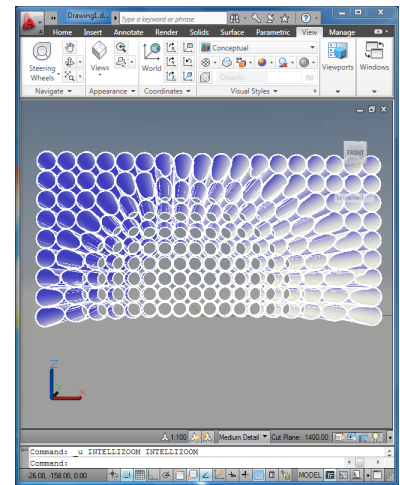 Drawing1.d...
Type a keyword or phrase
Home Insert Annotate Render Solids Surface Parametric View Manage
Steering Wheels
Views
World
Conceptual
Opacity 60
Viewports
Windows
Navigate Appearance Coordinates Visual Styles
FRONT
Unnamed
Z
X
1:100 Medium Detail Cut Plane: 1400.00
Command: _u INTELLIZOOM INTELLIZOOM
Command:
-26.00, -158.00, 0.00 MODEL